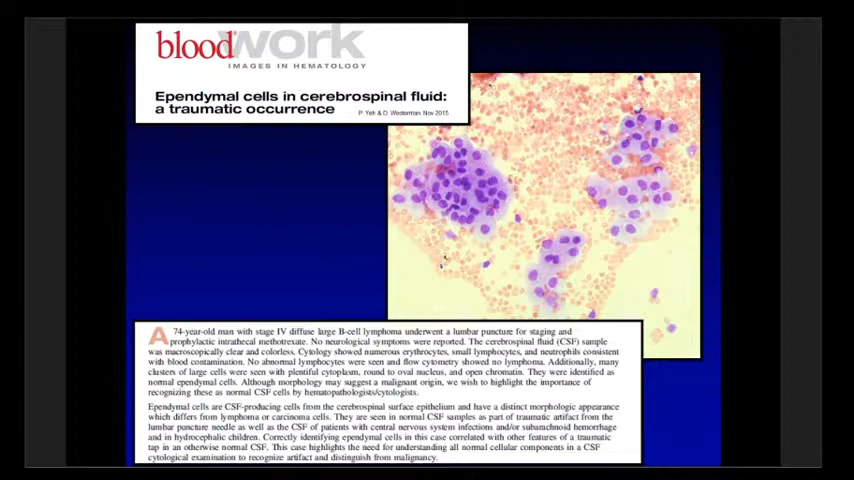 bloodwork
IMAGES IN HEMATOLOGY
Ependymal cells in cerebrospinal fluid:
a traumatic occurrence
P. Yeh & D. Westerman Nov 2015
A 74-year-old man with stage IV diffuse large B-cell lymphoma underwent a lumbar puncture for staging and
prophylactic intrathecal methotrexate. No neurological symptoms were reported. The cerebrospinal fluid (CSF) sample
was macroscopically clear and colorless. Cytology showed numerous erythrocytes, small lymphocytes, and neutrophils consistent
with blood contamination. No abnormal lymphocytes were seen and flow cytometry showed no lymphoma. Additionally, many
clusters of large cells were seen with plentiful cytoplasm, round to oval nucleus, and open chromatin. They were identified as
normal ependymal cells. Although morphology may suggest a malignant origin, we wish to highlight the importance of
recognizing these as normal CSF cells by hematopathologists/cytologists.
Ependymal cells are CSF-producing cells from the cerebrospinal surface epithelium and have a distinct morphologic appearance
which differs from lymphoma or carcinoma cells. They are seen in normal CSF samples as part of traumatic artifact from the
lumbar puncture needle as well as the CSF of patients with central nervous system infections and/or subarachnoid hemorrhage
and in hydrocephalic children. Correctly identifying ependymal cells in this case correlated with other features of a traumatic
tap in an otherwise normal CSF. This case highlights the need for understanding all normal cellular components in a CSF
cytological examination to recognize artifact and distinguish from malignancy.